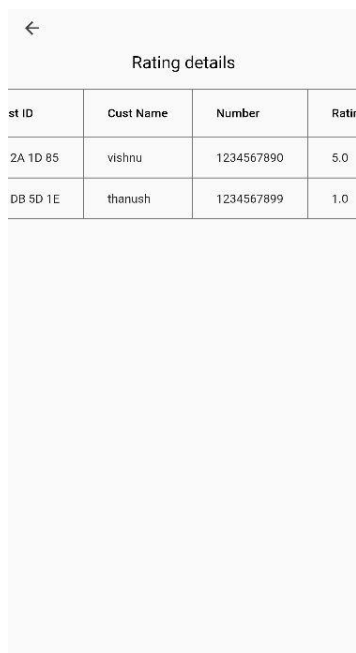 Rating details
st ID Cust Name Number Ratin
2A 1D 85 vishnu 1234567890 5.0
DB 5D 1E thanush 1234567899 1.0